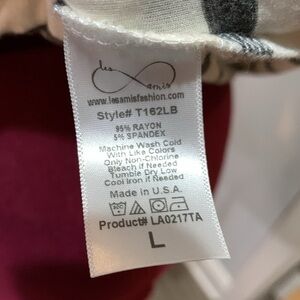 les
amis
www.lesamisfashion.com
Style# T162LB
95% RAYON
5% SPANDEX
Machine Wash Cold
With Like Colors
Only Non-Chlorine
Bleach if Needed
Tumble Dry Low
Cool Iron if Needed
Made in U.S.A.
Product# LA0217TA
L